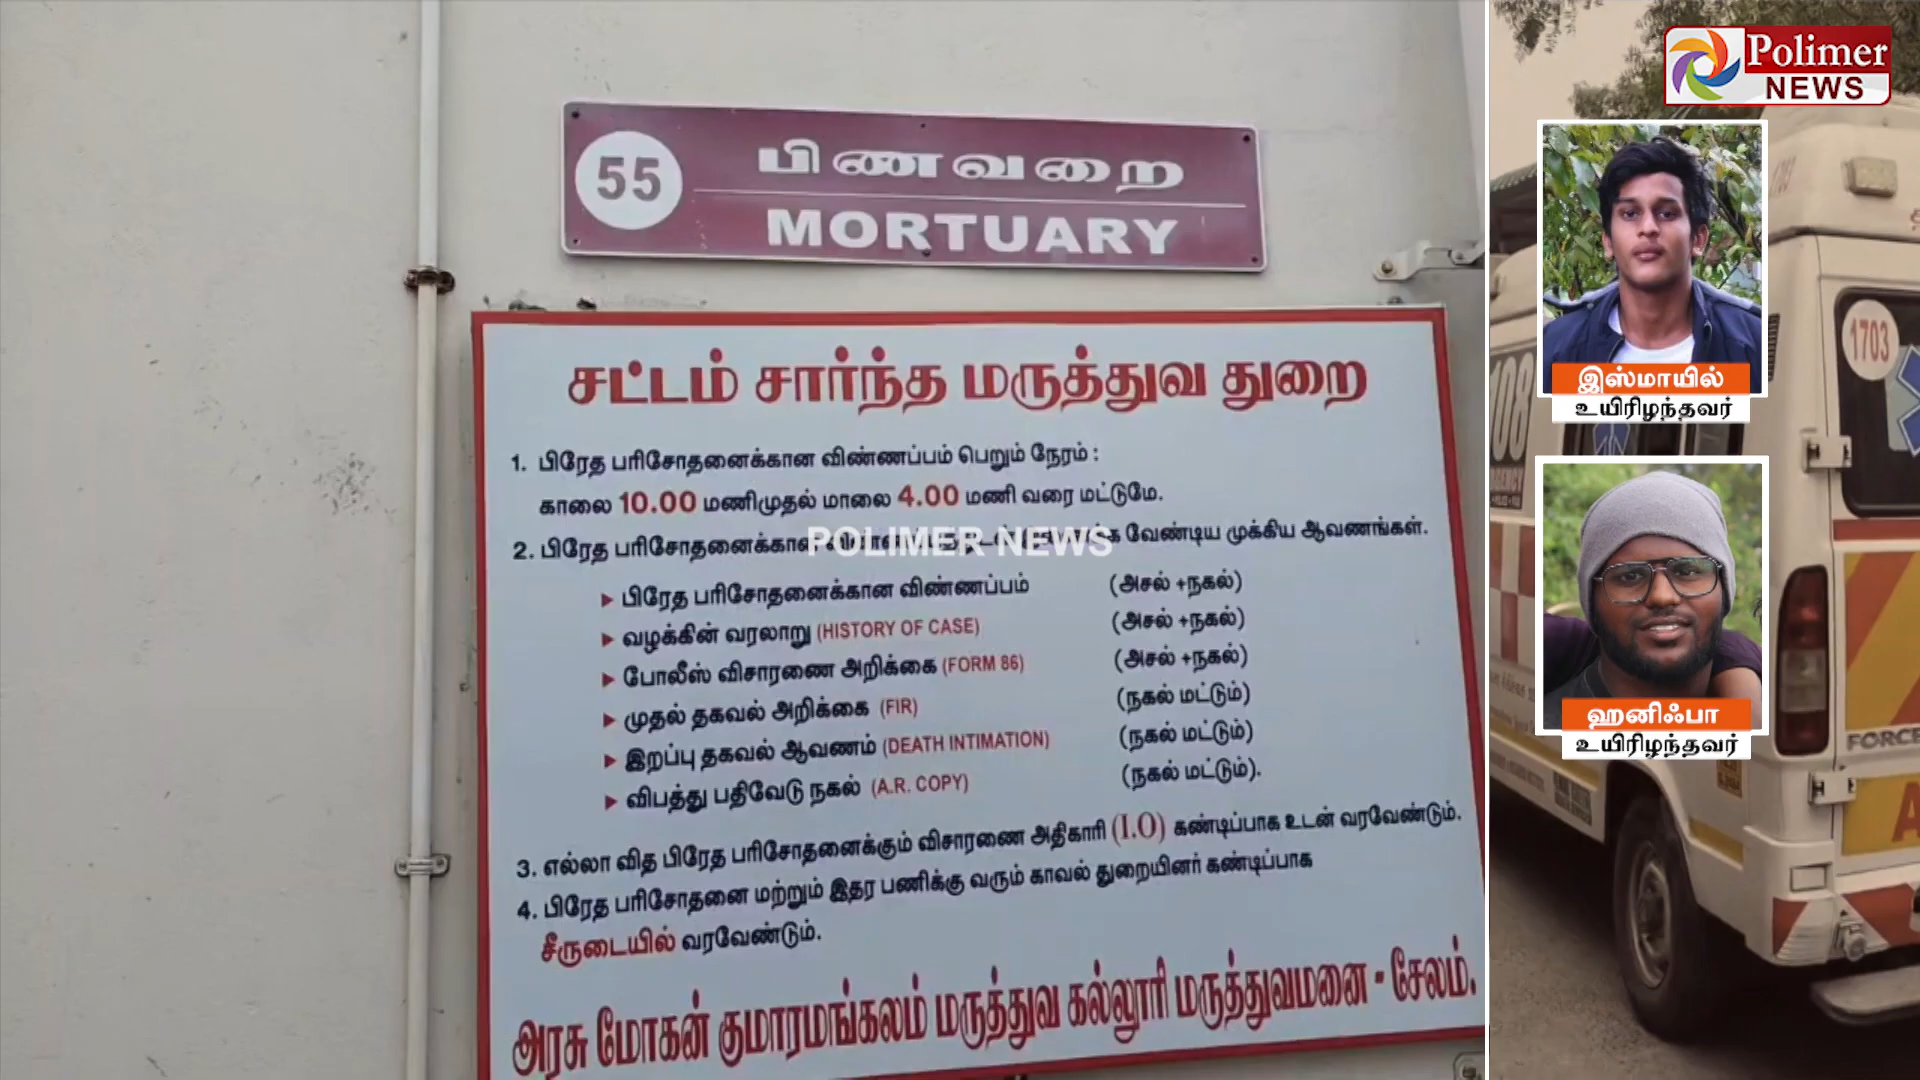 55
பிணவறை
MORTUARY
சட்டம் சார்ந்த மருத்துவ துறை
1. பிரேத பரிசோதனைக்கான விண்ணப்பம் பெறும் நேரம் :
காலை 10.00 மணிமுதல் மாலை 4.00 மணி வரை மட்டுமே.
2. பிரேத பரிசோதனைக்கான வேண்டிய முக்கிய ஆவணங்கள்.
POLIMER NEWS
▶ பிரேத பரிசோதனைக்கான விண்ணப்பம் (அசல் +நகல்)
▶ வழக்கின் வரலாறு (HISTORY OF CASE) (அசல் +நகல்)
▶ போலீஸ் விசாரணை அறிக்கை (FORM 86) (அசல் +நகல்)
▶ முதல் தகவல் அறிக்கை (FIR) (நகல் மட்டும்)
▶ இறப்பு தகவல் ஆவணம் (DEATH INTIMATION) (நகல் மட்டும்)
▶ விபத்து பதிவேடு நகல் (A.R. COPY) (நகல் மட்டும்).
3. எல்லா வித பிரேத பரிசோதனைக்கும் விசாரணை அதிகாரி (I.O) கண்டிப்பாக உடன் வரவேண்டும்.
4. பிரேத பரிசோதனை மற்றும் இதர பணிக்கு வரும் காவல் துறையினர் கண்டிப்பாக
சீருடையில் வரவேண்டும்.
அரசு மோகன் குமாரமங்கலம் மருத்துவ கல்லூரி மருத்துவமனை - சேலம்.
Polimer
NEWS
இஸ்மாயில்
உயிரிழந்தவர்
ஹனிஃபா
உயிரிழந்தவர்
1703
108
FORCE